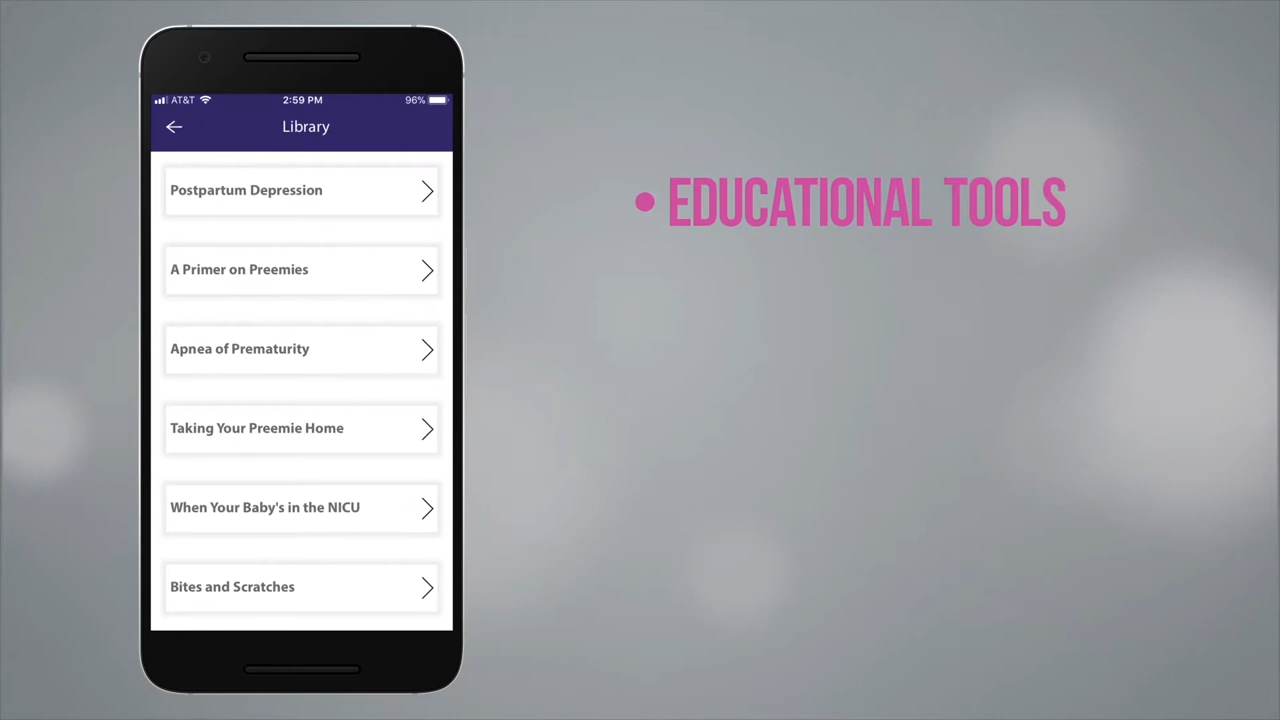 AT&T 2:59 PM 96%
Library
Postpartum Depression
A Primer on Preemies
Apnea of Prematurity
Taking Your Preemie Home
When Your Baby's in the NICU
Bites and Scratches
• EDUCATIONAL TOOLS